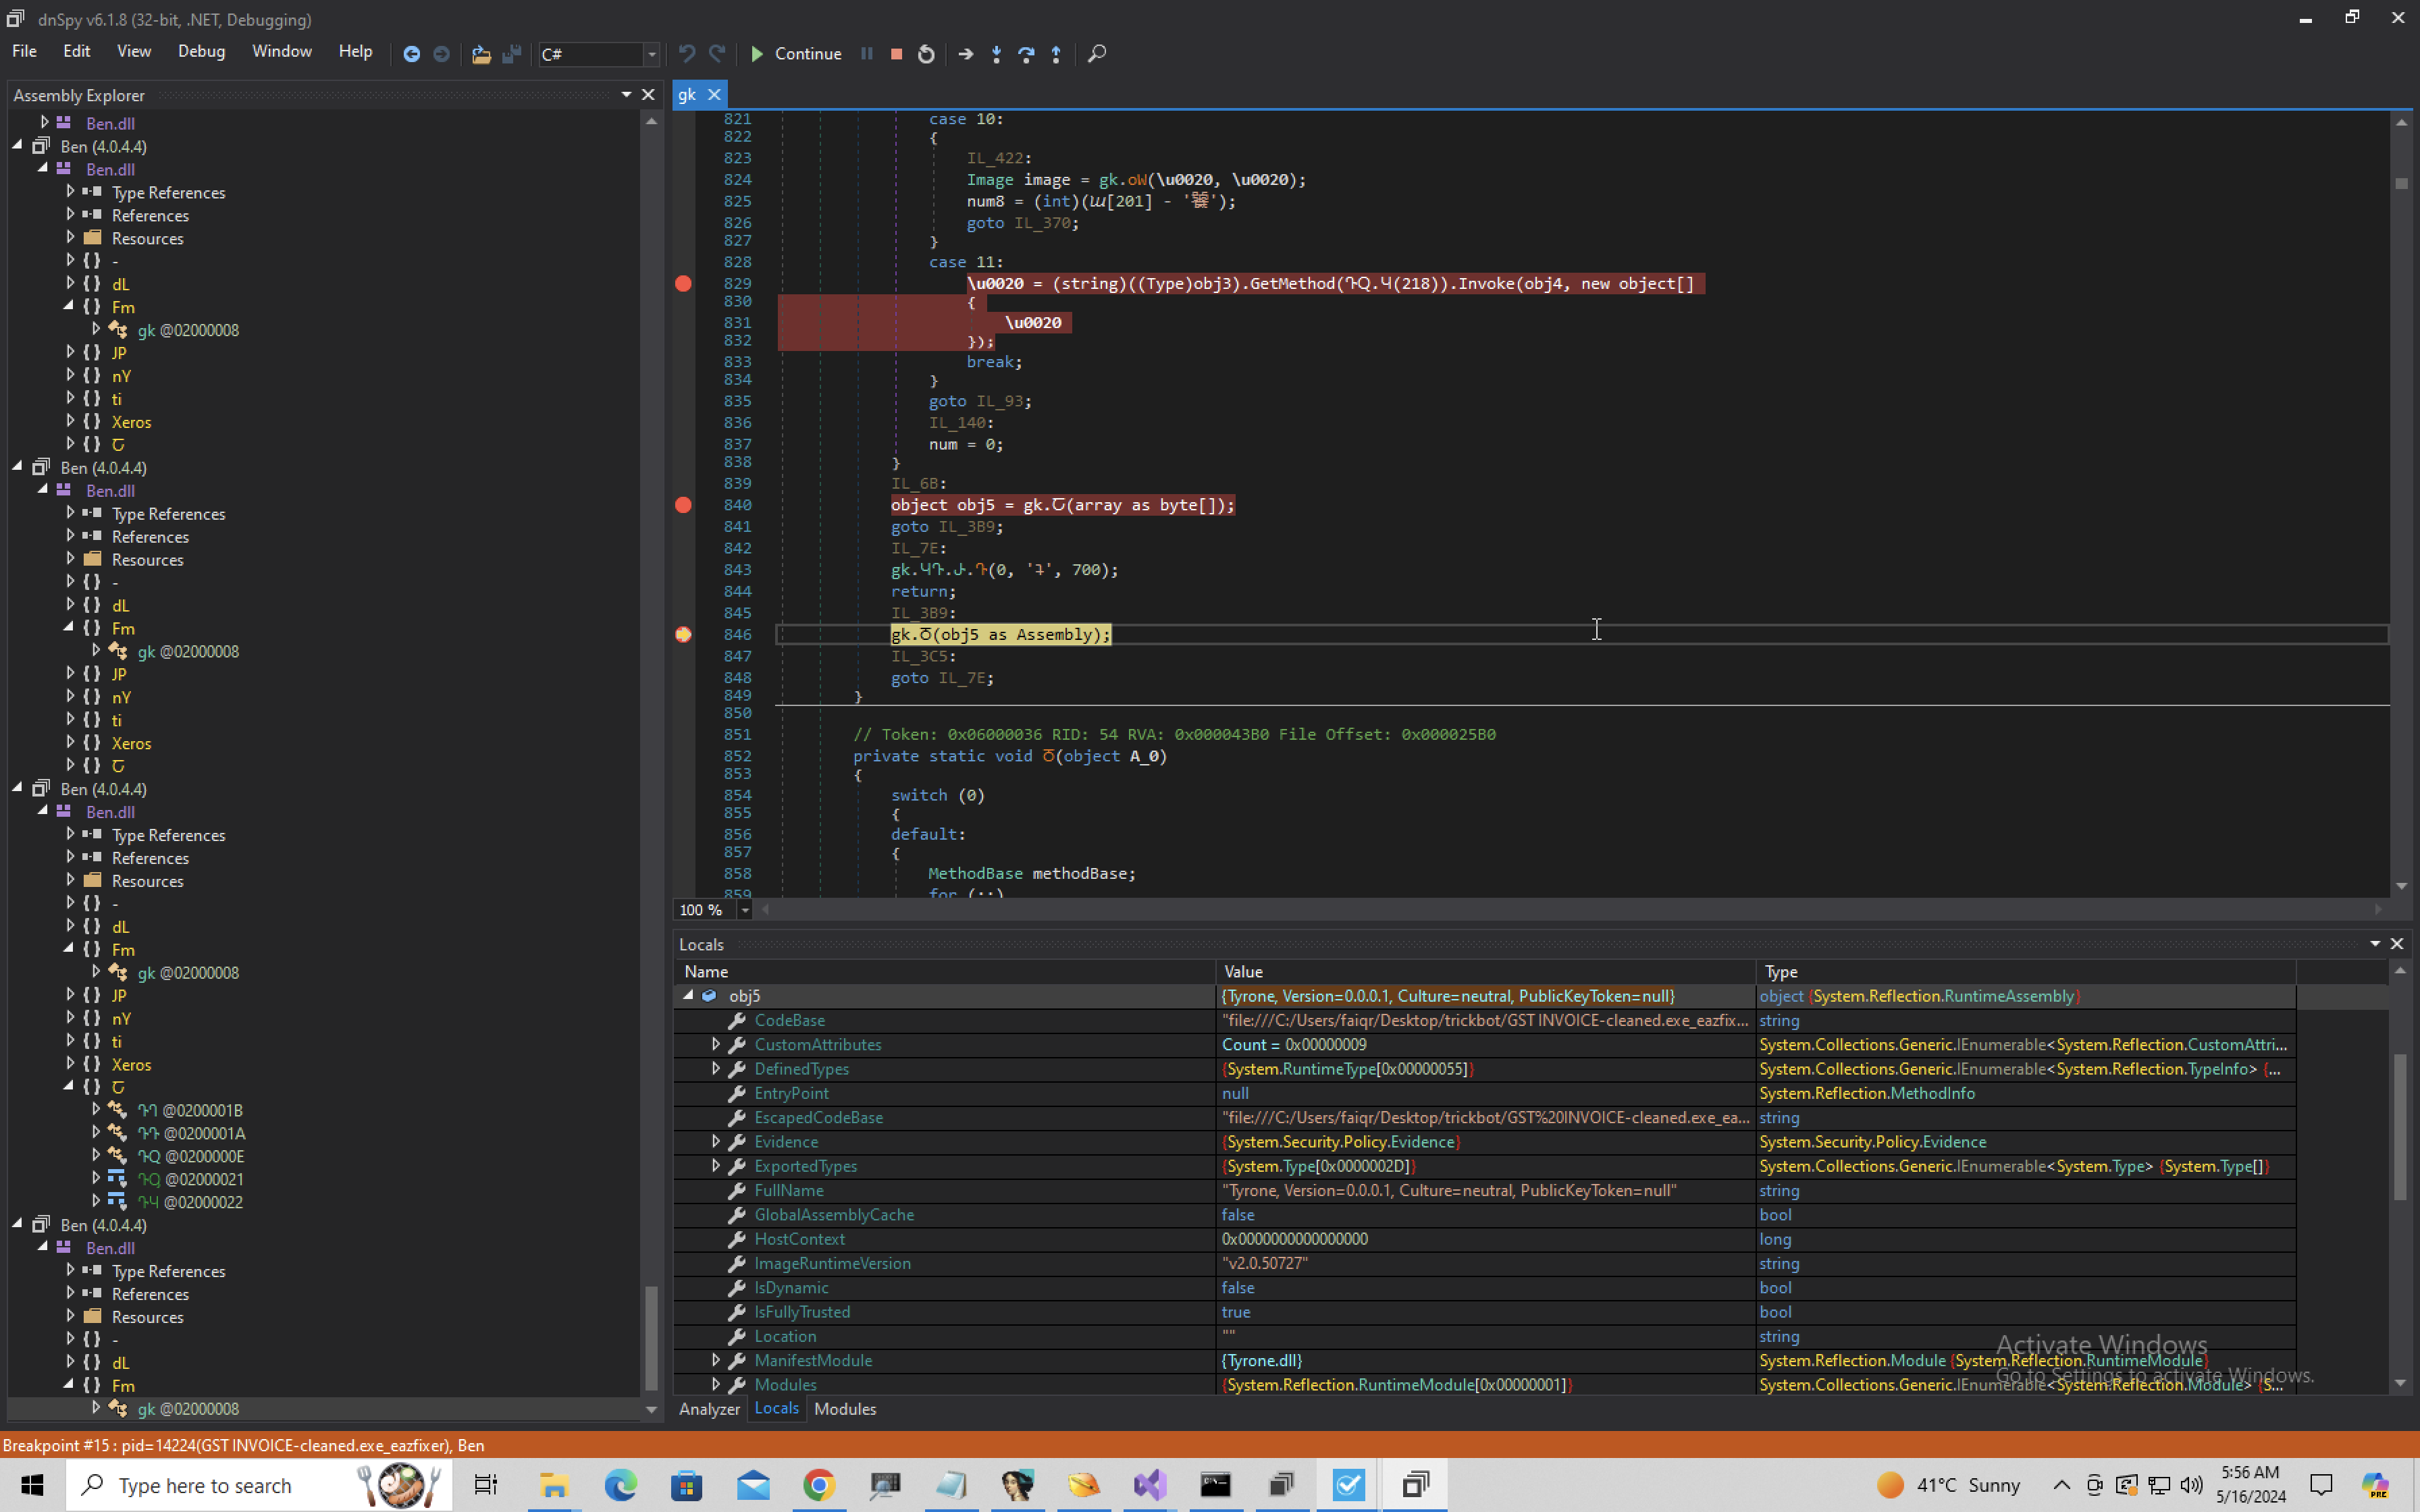 dnSpy v6.1.8 (32-bit, .NET, Debugging)
File Edit View Debug Window Help C# Continue
Assembly Explorer
Ben.dll
Ben (4.0.4.4)
Ben.dll
Type References
References
Resources
-
dL
Fm
gk @02000008
JP
nY
ti
Xeros
Ben (4.0.4.4)
Ben.dll
Type References
References
Resources
-
dL
Fm
gk @02000008
JP
nY
ti
Xeros
Ben (4.0.4.4)
Ben.dll
Type References
References
Resources
-
dL
Fm
gk @02000008
JP
nY
ti
Xeros
@0200001B
@0200001A
@0200000E
@02000021
@02000022
Ben (4.0.4.4)
Ben.dll
Type References
References
Resources
-
dL
Fm
gk @02000008
gk
821 case 10:
822 {
823 IL_422:
824 Image image = gk.oW(\u0020, \u0020);
825 num8 = (int)(ա[201] - ' ');
826 goto IL_370;
827 }
828 case 11:
829 \u0020 = (string)((Type)obj3).GetMethod( (218)).Invoke(obj4, new object[]
830 {
831 \u0020
832 });
833 break;
834 }
835 goto IL_93;
836 IL_140:
837 num = 0;
838 }
839 IL_6B:
840 object obj5 = gk. (array as byte[]);
841 goto IL_3B9;
842 IL_7E:
843 gk. (0, ' ', 700);
844 return;
845 IL_3B9:
846 gk. (obj5 as Assembly);
847 IL_3C5:
848 goto IL_7E;
849 }
850
851 // Token: 0x06000036 RID: 54 RVA: 0x000043B0 File Offset: 0x000025B0
852 private static void (object A_0)
853 {
854 switch (0)
855 {
856 default:
857 {
858 MethodBase methodBase;
859 for (;;)
100 %
Locals
Name Value Type
obj5 {Tyrone, Version=0.0.0.1, Culture=neutral, PublicKeyToken=null} object {System.Reflection.RuntimeAssembly}
CodeBase "file:///C:/Users/faiqr/Desktop/trickbot/GST INVOICE-cleaned.exe_eazfix... string
CustomAttributes Count = 0x00000009 System.Collections.Generic.IEnumerable<System.Reflection.CustomAttri...
DefinedTypes {System.RuntimeType[0x00000055]} System.Collections.Generic.IEnumerable<System.Reflection.TypeInfo> {...
EntryPoint null System.Reflection.MethodInfo
EscapedCodeBase "file:///C:/Users/faiqr/Desktop/trickbot/GST%20INVOICE-cleaned.exe_ea... string
Evidence {System.Security.Policy.Evidence} System.Security.Policy.Evidence
ExportedTypes {System.Type[0x0000002D]} System.Collections.Generic.IEnumerable<System.Type> {System.Type[]}
FullName "Tyrone, Version=0.0.0.1, Culture=neutral, PublicKeyToken=null" string
GlobalAssemblyCache false bool
HostContext 0x0000000000000000 long
ImageRuntimeVersion "v2.0.50727" string
IsDynamic false bool
IsFullyTrusted true bool
Location "" string
ManifestModule {Tyrone.dll} System.Reflection.Module {System.Reflection.RuntimeModule}
Modules {System.Reflection.RuntimeModule[0x00000001]} System.Collections.Generic.IEnumerable<System.Reflection.Module> {S...
Activate Windows
Go to Settings to activate Windows.
Analyzer Locals Modules
Breakpoint #15 : pid=14224(GST INVOICE-cleaned.exe_eazfixer), Ben
Type here to search
41°C Sunny
5:56 AM
5/16/2024
PRE